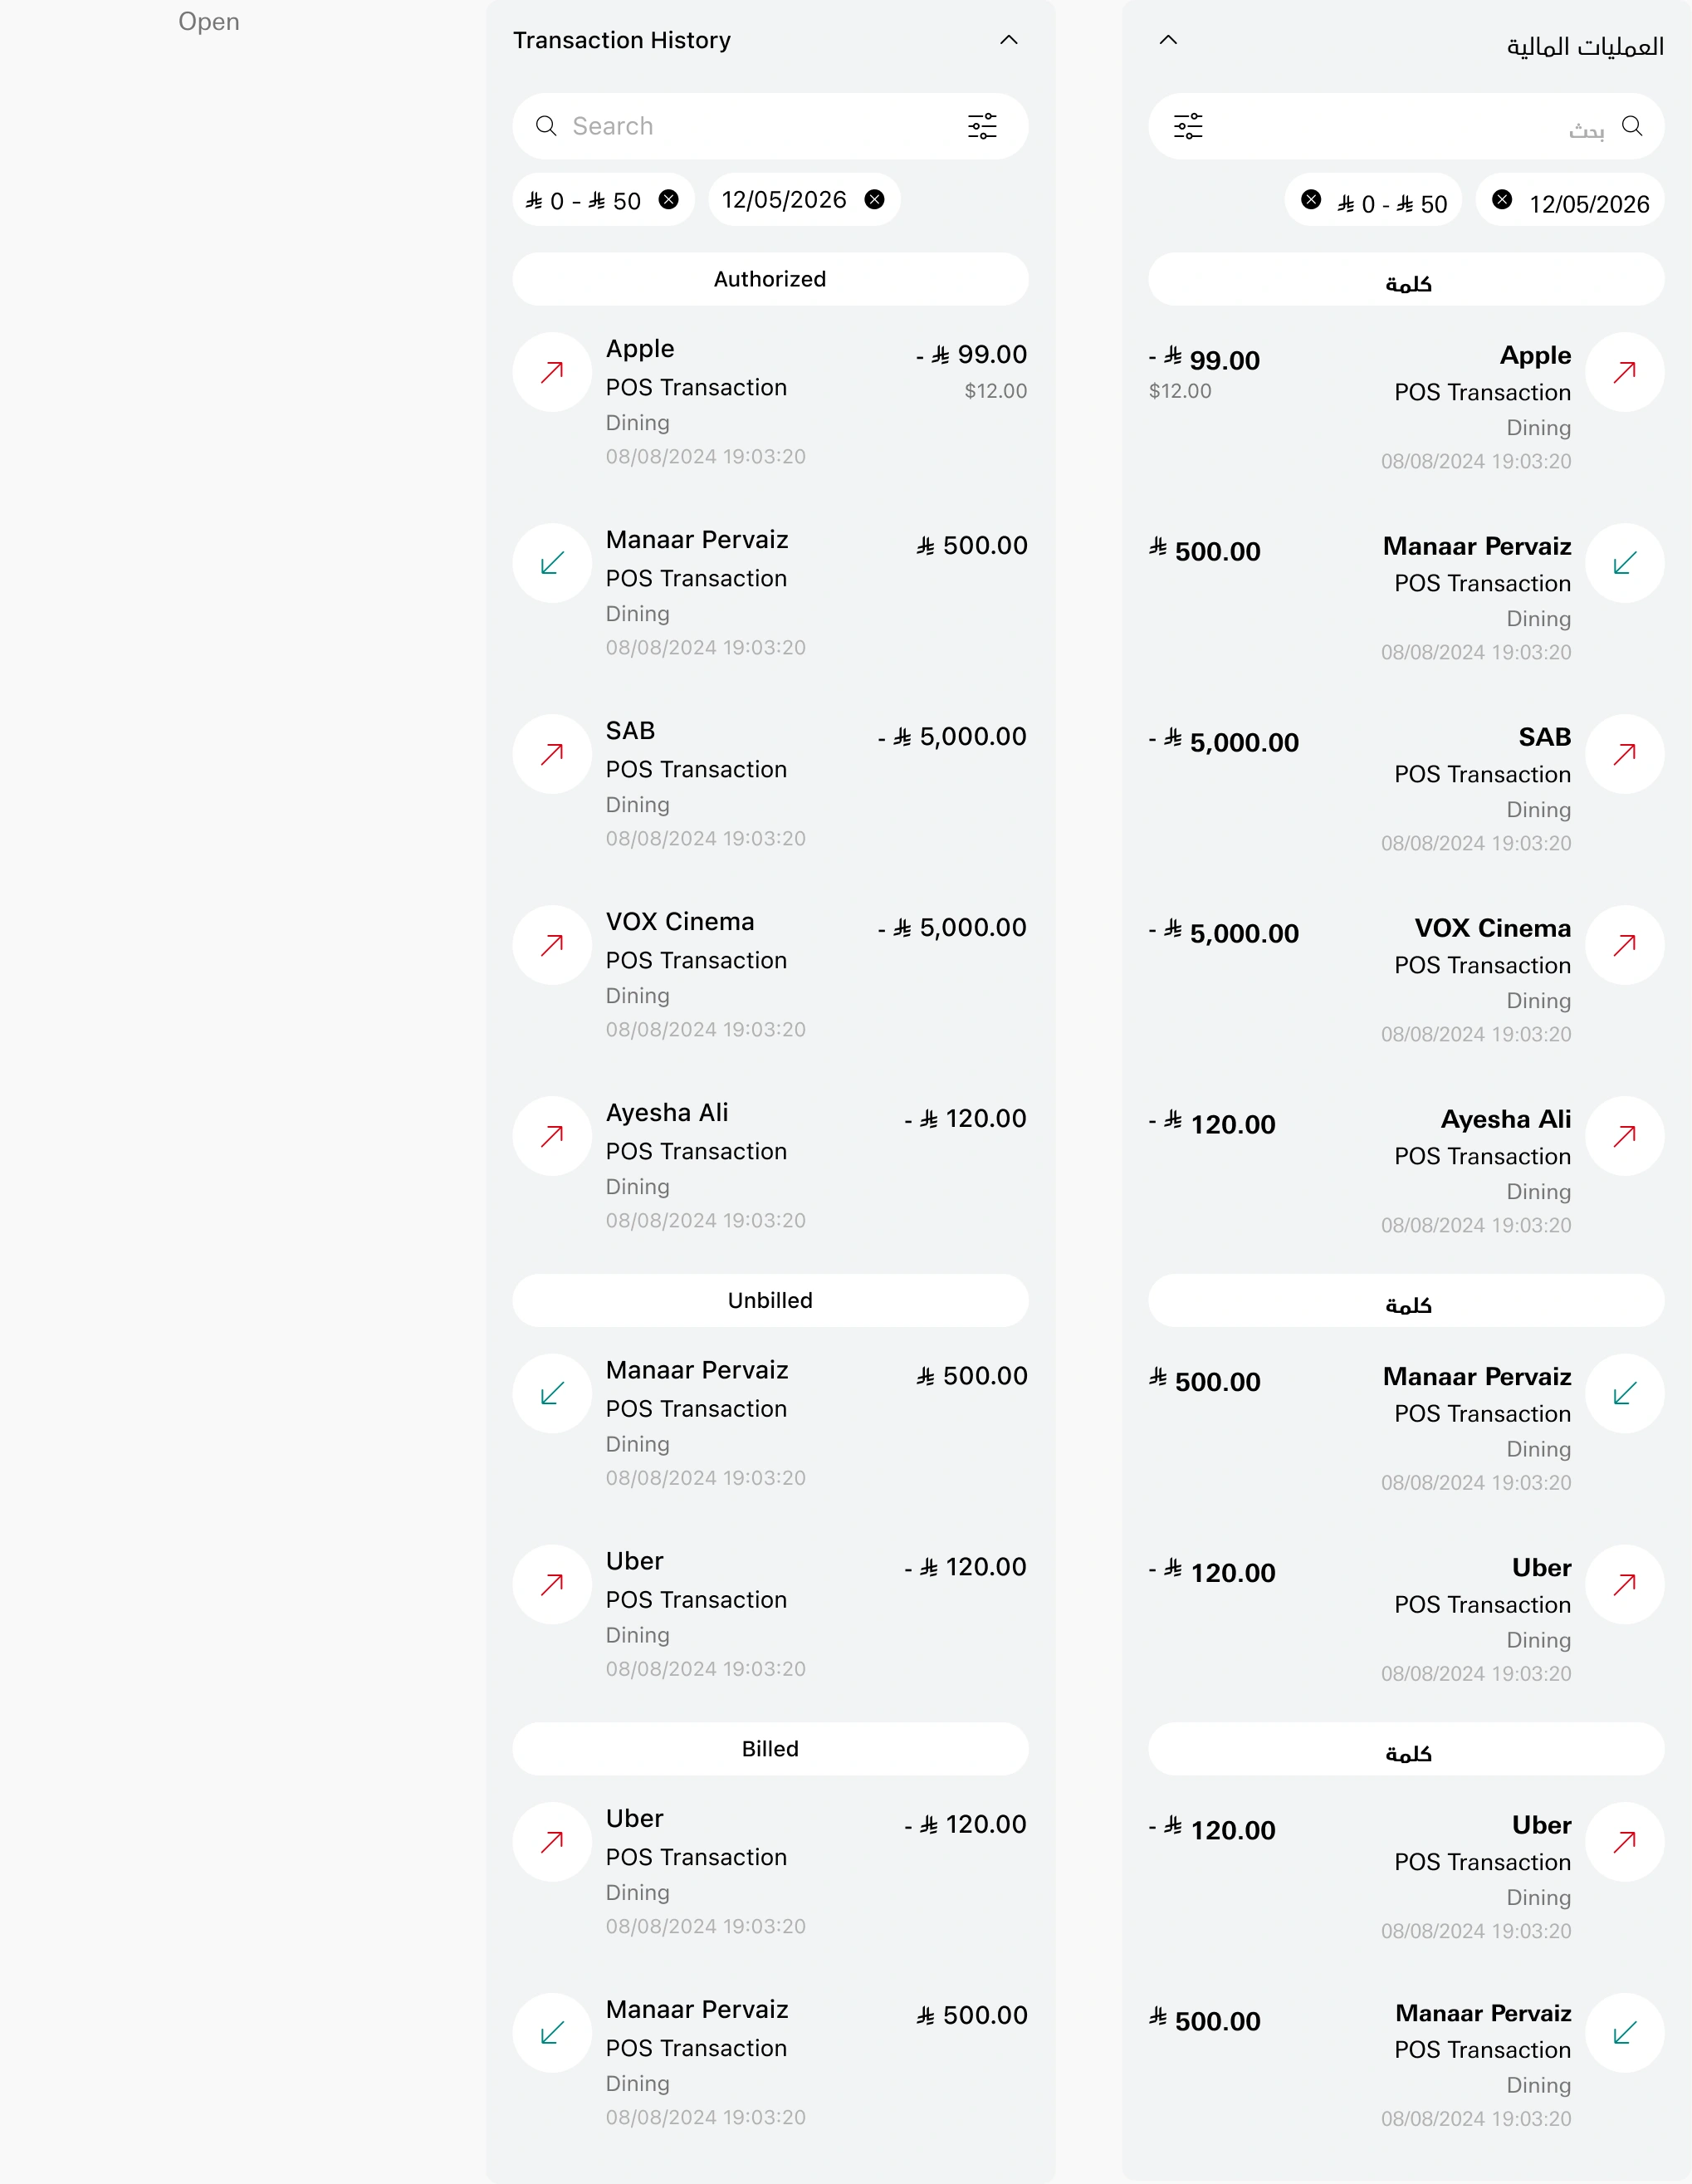 Open
Transaction History
Search
⃁ 0 - ⃁ 50
12/05/2026
Authorized
Apple
- ⃁ 99.00
POS Transaction
$12.00
Dining
08/08/2024 19:03:20
Manaar Pervaiz
⃁ 500.00
POS Transaction
Dining
08/08/2024 19:03:20
SAB
- ⃁ 5,000.00
POS Transaction
Dining
08/08/2024 19:03:20
VOX Cinema
- ⃁ 5,000.00
POS Transaction
Dining
08/08/2024 19:03:20
Ayesha Ali
- ⃁ 120.00
POS Transaction
Dining
08/08/2024 19:03:20
Unbilled
Manaar Pervaiz
⃁ 500.00
POS Transaction
Dining
08/08/2024 19:03:20
Uber
- ⃁ 120.00
POS Transaction
Dining
08/08/2024 19:03:20
Billed
Uber
- ⃁ 120.00
POS Transaction
Dining
08/08/2024 19:03:20
Manaar Pervaiz
⃁ 500.00
POS Transaction
Dining
08/08/2024 19:03:20
العمليات المالية
بحث
12/05/2026
⃁ 0 - ⃁ 50
كلمة
Apple
- ⃁ 99.00
POS Transaction
$12.00
Dining
08/08/2024 19:03:20
Manaar Pervaiz
⃁ 500.00
POS Transaction
Dining
08/08/2024 19:03:20
SAB
- ⃁ 5,000.00
POS Transaction
Dining
08/08/2024 19:03:20
VOX Cinema
- ⃁ 5,000.00
POS Transaction
Dining
08/08/2024 19:03:20
Ayesha Ali
- ⃁ 120.00
POS Transaction
Dining
08/08/2024 19:03:20
كلمة
Manaar Pervaiz
⃁ 500.00
POS Transaction
Dining
08/08/2024 19:03:20
Uber
- ⃁ 120.00
POS Transaction
Dining
08/08/2024 19:03:20
كلمة
Uber
- ⃁ 120.00
POS Transaction
Dining
08/08/2024 19:03:20
Manaar Pervaiz
⃁ 500.00
POS Transaction
Dining
08/08/2024 19:03:20